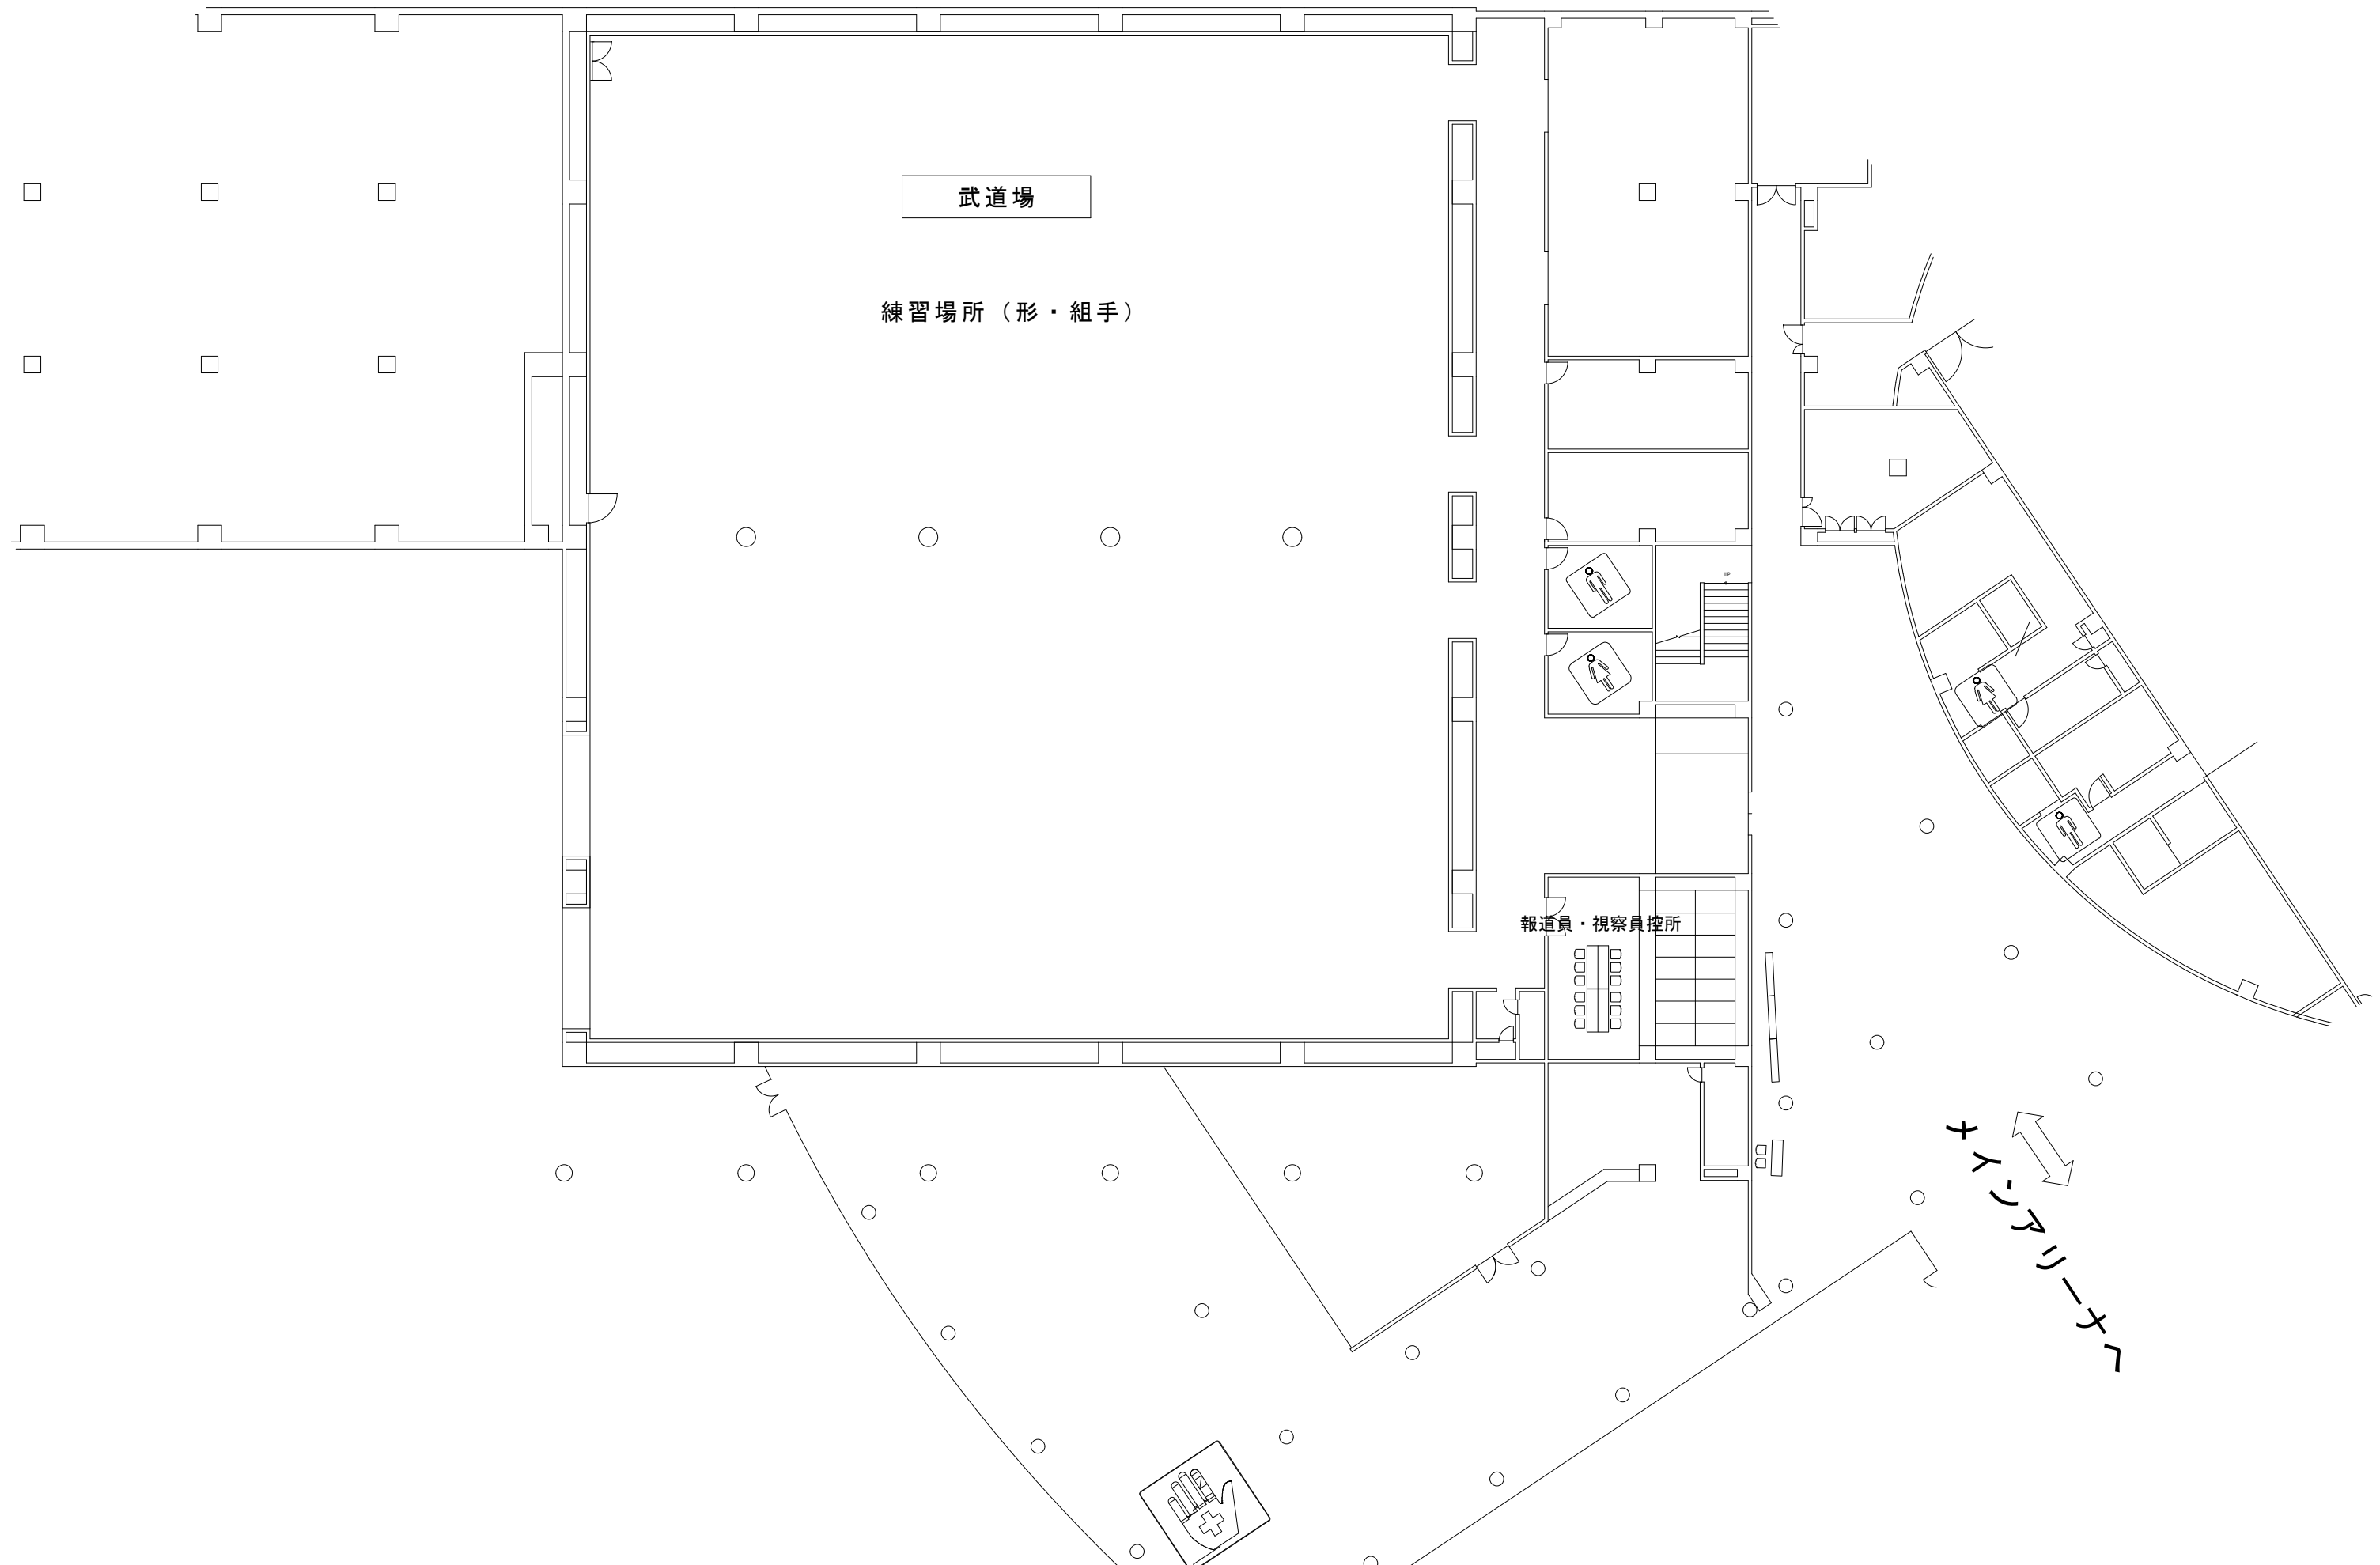 武道場
練習場所（形・組手）
UP
報道員・視察員控所
メインアリーナへ